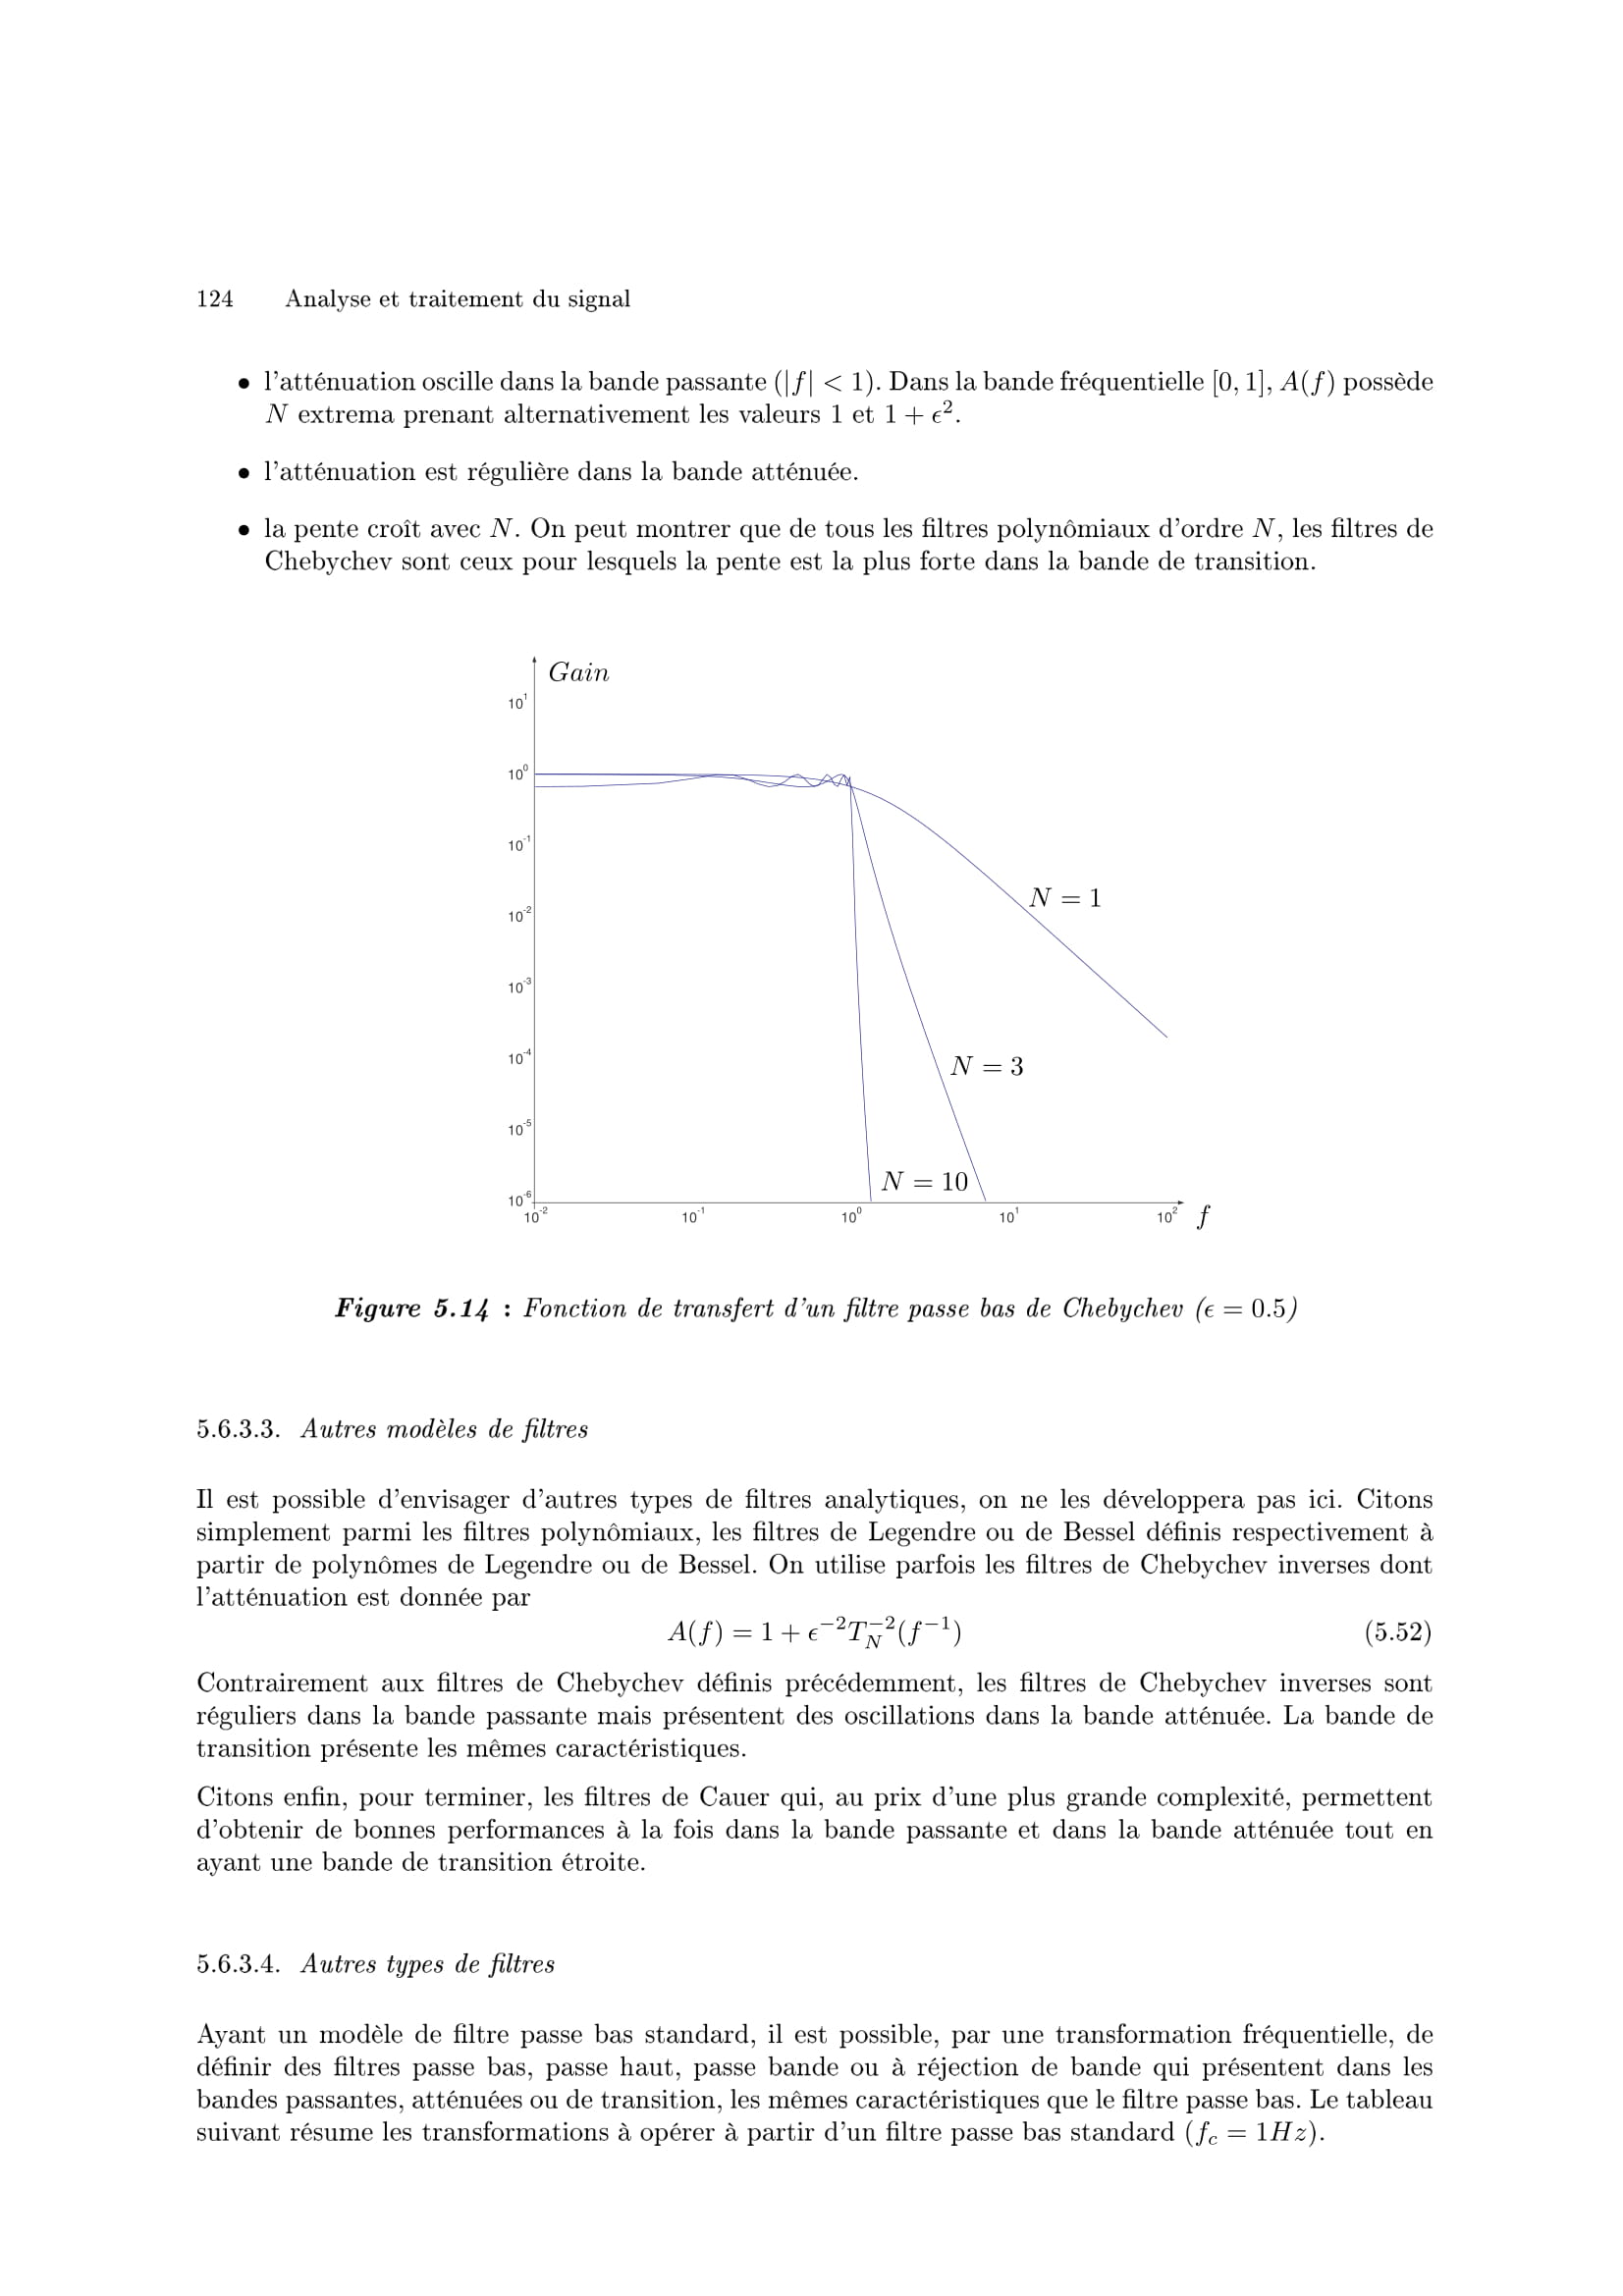 124 Analyse et traitement du signal
• l'atténuation oscille dans la bande passante (|f| < 1). Dans la bande fréquentielle [0, 1], A(f) possède
N extrema prenant alternativement les valeurs 1 et 1 + ϵ².
• l'atténuation est régulière dans la bande atténuée.
• la pente croît avec N. On peut montrer que de tous les filtres polynômiaux d'ordre N, les filtres de
Chebychev sont ceux pour lesquels la pente est la plus forte dans la bande de transition.
Gain
10^1
10^0
10^-1
10^-2
10^-3
10^-4
10^-5
10^-6
N = 1
N = 3
N = 10
10^-2 10^-1 10^0 10^1 10^2 f
Figure 5.14 : Fonction de transfert d'un filtre passe bas de Chebychev (ϵ = 0.5)
5.6.3.3. Autres modèles de filtres
Il est possible d'envisager d'autres types de filtres analytiques, on ne les développera pas ici. Citons
simplement parmi les filtres polynômiaux, les filtres de Legendre ou de Bessel définis respectivement à
partir de polynômes de Legendre ou de Bessel. On utilise parfois les filtres de Chebychev inverses dont
l'atténuation est donnée par
A(f) = 1 + ϵ^{-2}T_N^{-2}(f^{-1}) (5.52)
Contrairement aux filtres de Chebychev définis précédemment, les filtres de Chebychev inverses sont
réguliers dans la bande passante mais présentent des oscillations dans la bande atténuée. La bande de
transition présente les mêmes caractéristiques.
Citons enfin, pour terminer, les filtres de Cauer qui, au prix d'une plus grande complexité, permettent
d'obtenir de bonnes performances à la fois dans la bande passante et dans la bande atténuée tout en
ayant une bande de transition étroite.
5.6.3.4. Autres types de filtres
Ayant un modèle de filtre passe bas standard, il est possible, par une transformation fréquentielle, de
définir des filtres passe bas, passe haut, passe bande ou à réjection de bande qui présentent dans les
bandes passantes, atténuées ou de transition, les mêmes caractéristiques que le filtre passe bas. Le tableau
suivant résume les transformations à opérer à partir d'un filtre passe bas standard (f_c = 1Hz).